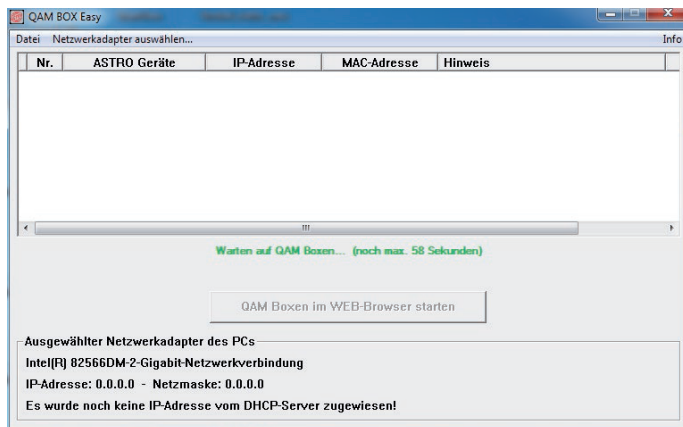 QAM BOX Easy
Datei Netzwerkadapter auswählen... Info
Nr. ASTRO Geräte IP-Adresse MAC-Adresse Hinweis
Warten auf QAM Boxen... (noch max. 58 Sekunden)
QAM Boxen im WEB-Browser starten
Ausgewählter Netzwerkadapter des PCs
Intel(R) 82566DM-2-Gigabit-Netzwerkverbindung
IP-Adresse: 0.0.0.0 - Netzmaske: 0.0.0.0
Es wurde noch keine IP-Adresse vom DHCP-Server zugewiesen!